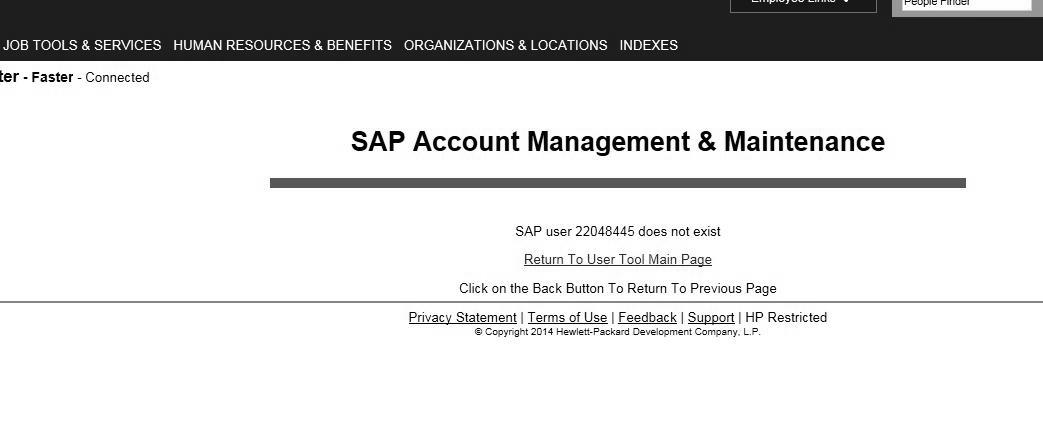 Employee Links
People Finder
JOB TOOLS & SERVICES HUMAN RESOURCES & BENEFITS ORGANIZATIONS & LOCATIONS INDEXES
ter - Faster - Connected
SAP Account Management & Maintenance
SAP user 22048445 does not exist
Return To User Tool Main Page
Click on the Back Button To Return To Previous Page
Privacy Statement | Terms of Use | Feedback | Support | HP Restricted
© Copyright 2014 Hewlett-Packard Development Company, L.P.